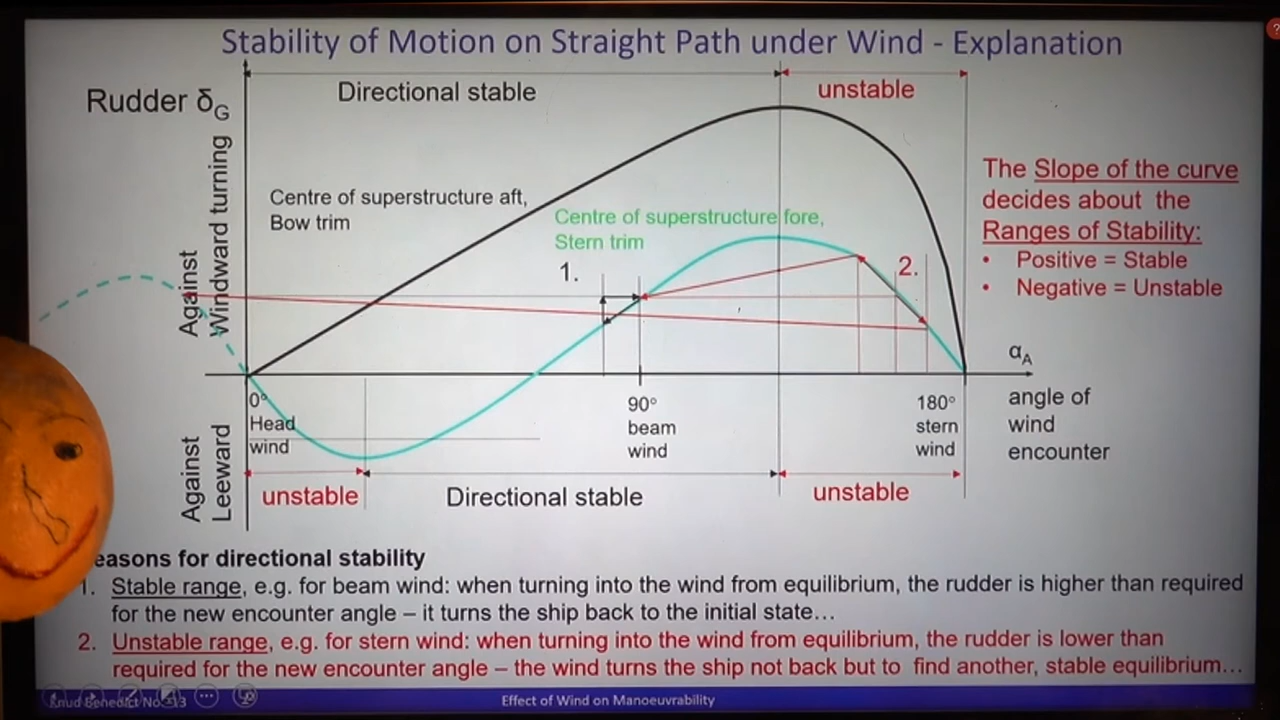 Stability of Motion on Straight Path under Wind - Explanation
Rudder δG
Directional stable
unstable
Against
Windward turning
Centre of superstructure aft,
Bow trim
Centre of superstructure fore,
Stern trim
1.
2.
The Slope of the curve
decides about the
Ranges of Stability:
• Positive = Stable
• Negative = Unstable
αA
angle of
wind
encounter
0°
Head
wind
90°
beam
wind
180°
stern
wind
Against
Leeward
unstable
Directional stable
unstable
easons for directional stability
1. Stable range, e.g. for beam wind: when turning into the wind from equilibrium, the rudder is higher than required
for the new encounter angle – it turns the ship back to the initial state…
2. Unstable range, e.g. for stern wind: when turning into the wind from equilibrium, the rudder is lower than
required for the new encounter angle – the wind turns the ship not back but to find another, stable equilibrium…
Knud Benedict
Effect of Wind on Manoeuvrability
?